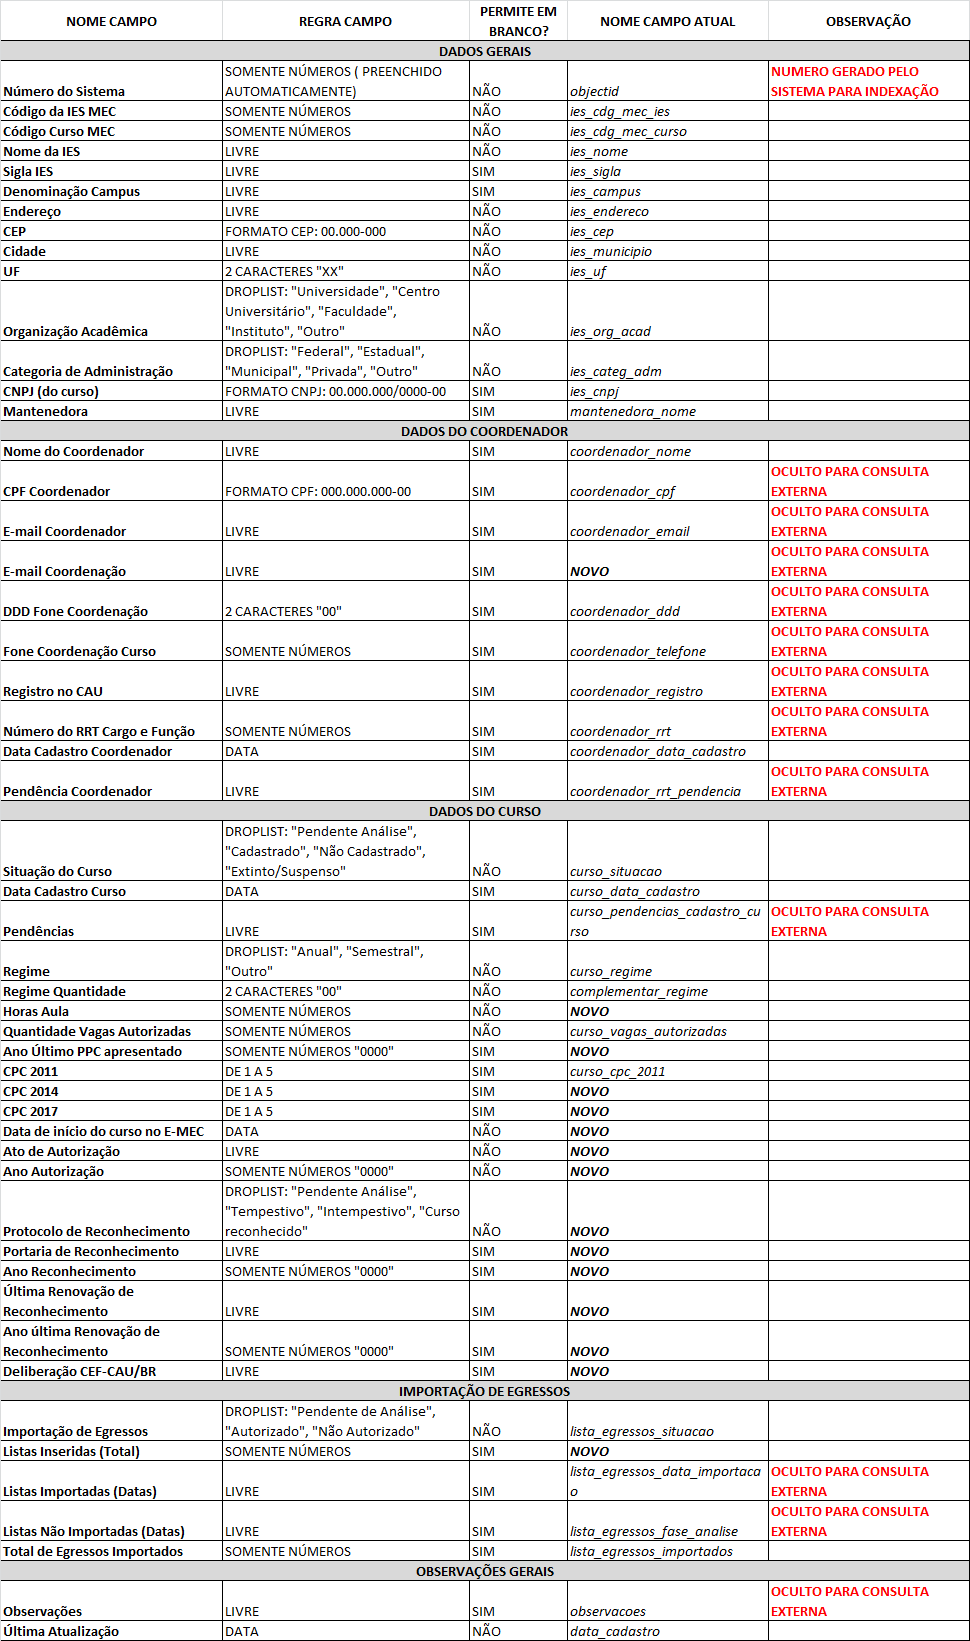 NOME CAMPO REGRA CAMPO PERMITE EM BRANCO? NOME CAMPO ATUAL OBSERVAÇÃO
DADOS GERAIS
Número do Sistema SOMENTE NÚMEROS ( PREENCHIDO AUTOMATICAMENTE) NÃO objectid NUMERO GERADO PELO SISTEMA PARA INDEXAÇÃO
Código da IES MEC SOMENTE NÚMEROS NÃO ies_cdg_mec_ies
Código Curso MEC SOMENTE NÚMEROS NÃO ies_cdg_mec_curso
Nome da IES LIVRE NÃO ies_nome
Sigla IES LIVRE SIM ies_sigla
Denominação Campus LIVRE SIM ies_campus
Endereço LIVRE NÃO ies_endereco
CEP FORMATO CEP: 00.000-000 NÃO ies_cep
Cidade LIVRE NÃO ies_municipio
UF 2 CARACTERES "XX" NÃO ies_uf
Organização Acadêmica DROPLIST: "Universidade", "Centro Universitário", "Faculdade", "Instituto", "Outro" NÃO ies_org_acad
Categoria de Administração DROPLIST: "Federal", "Estadual", "Municipal", "Privada", "Outro" NÃO ies_categ_adm
CNPJ (do curso) FORMATO CNPJ: 00.000.000/0000-00 SIM ies_cnpj
Mantenedora LIVRE SIM mantenedora_nome
DADOS DO COORDENADOR
Nome do Coordenador LIVRE SIM coordenador_nome
CPF Coordenador FORMATO CPF: 000.000.000-00 SIM coordenador_cpf OCULTO PARA CONSULTA EXTERNA
E-mail Coordenador LIVRE SIM coordenador_email OCULTO PARA CONSULTA EXTERNA
E-mail Coordenação LIVRE SIM NOVO OCULTO PARA CONSULTA EXTERNA
DDD Fone Coordenação 2 CARACTERES "00" SIM coordenador_ddd OCULTO PARA CONSULTA EXTERNA
Fone Coordenação Curso SOMENTE NÚMEROS SIM coordenador_telefone OCULTO PARA CONSULTA EXTERNA
Registro no CAU LIVRE SIM coordenador_registro OCULTO PARA CONSULTA EXTERNA
Número do RRT Cargo e Função SOMENTE NÚMEROS SIM coordenador_rrt OCULTO PARA CONSULTA EXTERNA
Data Cadastro Coordenador DATA SIM coordenador_data_cadastro
Pendência Coordenador LIVRE SIM coordenador_rrt_pendencia OCULTO PARA CONSULTA EXTERNA
DADOS DO CURSO
Situação do Curso DROPLIST: "Pendente Análise", "Cadastrado", "Não Cadastrado", "Extinto/Suspenso" NÃO curso_situacao
Data Cadastro Curso DATA SIM curso_data_cadastro
Pendências LIVRE SIM curso_pendencias_cadastro_curso OCULTO PARA CONSULTA EXTERNA
Regime DROPLIST: "Anual", "Semestral", "Outro" NÃO curso_regime
Regime Quantidade 2 CARACTERES "00" NÃO complementar_regime
Horas Aula SOMENTE NÚMEROS NÃO NOVO
Quantidade Vagas Autorizadas SOMENTE NÚMEROS NÃO curso_vagas_autorizadas
Ano Último PPC apresentado SOMENTE NÚMEROS "0000" SIM NOVO
CPC 2011 DE 1 A 5 SIM curso_cpc_2011
CPC 2014 DE 1 A 5 SIM NOVO
CPC 2017 DE 1 A 5 SIM NOVO
Data de início do curso no E-MEC DATA NÃO NOVO
Ato de Autorização LIVRE NÃO NOVO
Ano Autorização SOMENTE NÚMEROS "0000" NÃO NOVO
Protocolo de Reconhecimento DROPLIST: "Pendente Análise", "Tempestivo", "Intempestivo", "Curso reconhecido" NÃO NOVO
Portaria de Reconhecimento LIVRE SIM NOVO
Ano Reconhecimento SOMENTE NÚMEROS "0000" SIM NOVO
Última Renovação de Reconhecimento LIVRE SIM NOVO
Ano última Renovação de Reconhecimento SOMENTE NÚMEROS "0000" SIM NOVO
Deliberação CEF-CAU/BR LIVRE SIM NOVO
IMPORTAÇÃO DE EGRESSOS
Importação de Egressos DROPLIST: "Pendente de Análise", "Autorizado", "Não Autorizado" NÃO lista_egressos_situacao
Listas Inseridas (Total) SOMENTE NÚMEROS SIM NOVO
Listas Importadas (Datas) LIVRE SIM lista_egressos_data_importacao OCULTO PARA CONSULTA EXTERNA
Listas Não Importadas (Datas) LIVRE SIM lista_egressos_fase_analise OCULTO PARA CONSULTA EXTERNA
Total de Egressos Importados SOMENTE NÚMEROS SIM lista_egressos_importados
OBSERVAÇÕES GERAIS
Observações LIVRE SIM observacoes OCULTO PARA CONSULTA EXTERNA
Última Atualização DATA NÃO data_cadastro